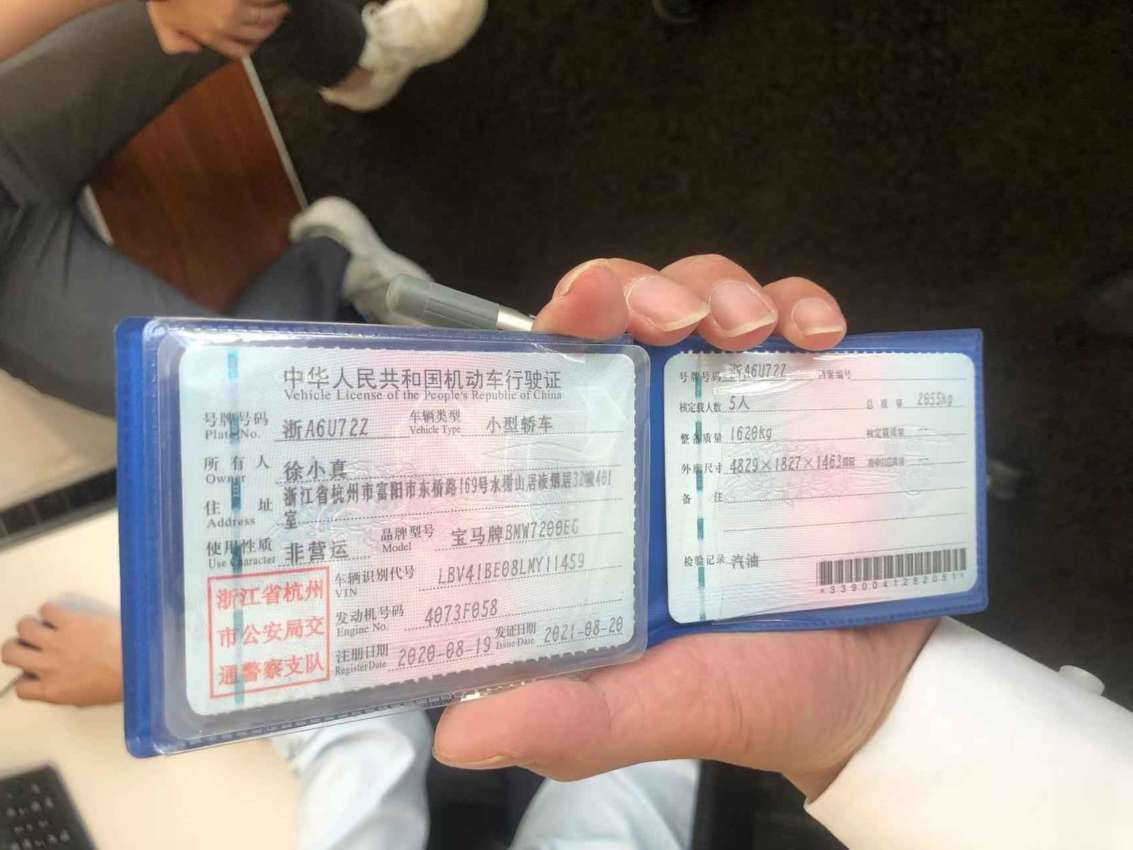 中华人民共和国机动车行驶证
Vehicle License of the People's Republic of China
号牌号码 浙A6U72Z 车辆类型 小型轿车
Plate No. Vehicle Type
所有人 徐小真
Owner
住址 浙江省杭州市富阳市东桥路169号水榭山居凌烟居32幢401
Address 室
使用性质 非营运 品牌型号 宝马牌BMW7200EG
Use Character Model
车辆识别代号 LBV41BE08LMY11459
VIN
发动机号码 4073F058
Engine No.
注册日期 2020-08-19 发证日期 2021-08-20
Register Date Issue Date
浙江省杭州
市公安局交
通警察支队
号牌号码 浙A6U72Z 档案编号
核定载人数 5人 总质量 2055kg
整备质量 1620kg 核定载质量 --
外廓尺寸 4829×1827×1463mm --
备注
检验记录 汽油
*3390041282051*